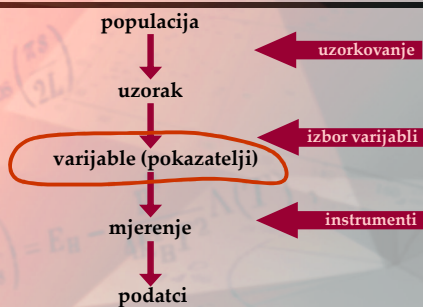 populacija
uzorkovanje
uzorak
izbor varijabli
varijable (pokazatelji)
instrumenti
mjerenje
podatci